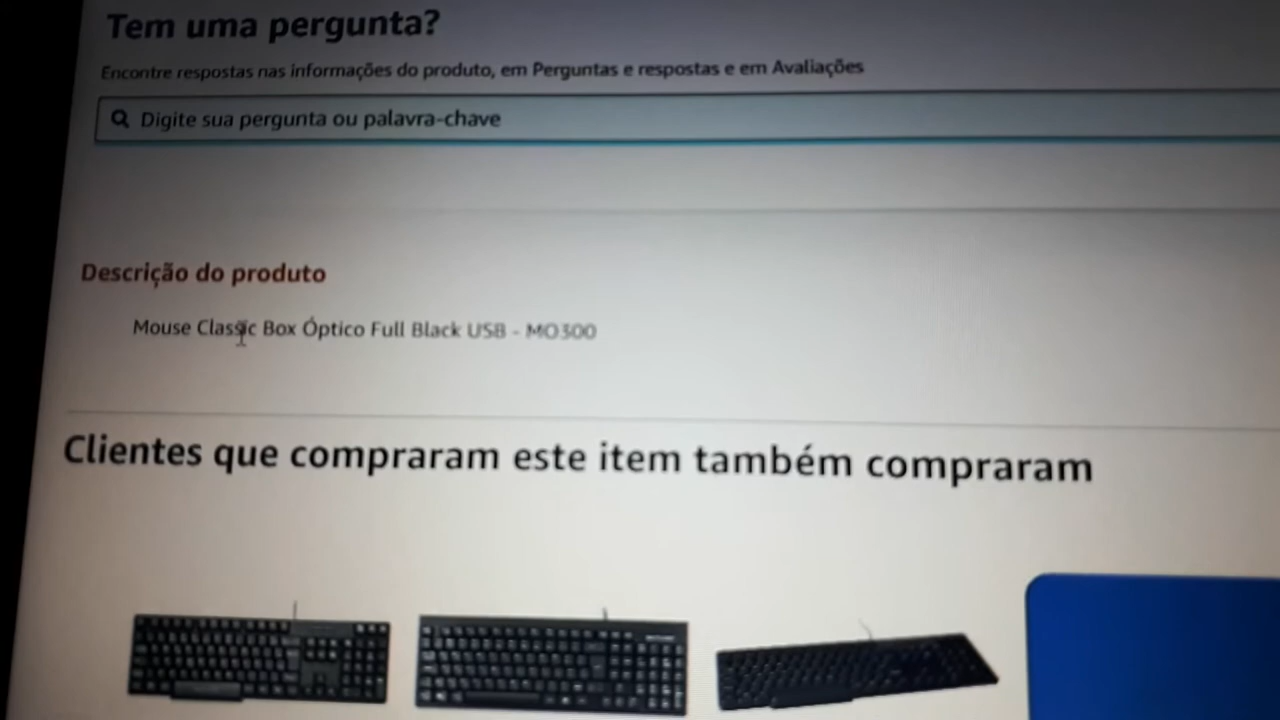 Tem uma pergunta?
Encontre respostas nas informações do produto, em Perguntas e respostas e em Avaliações
Digite sua pergunta ou palavra-chave
Descrição do produto
Mouse Classic Box Óptico Full Black USB - MO300
Clientes que compraram este item também compraram